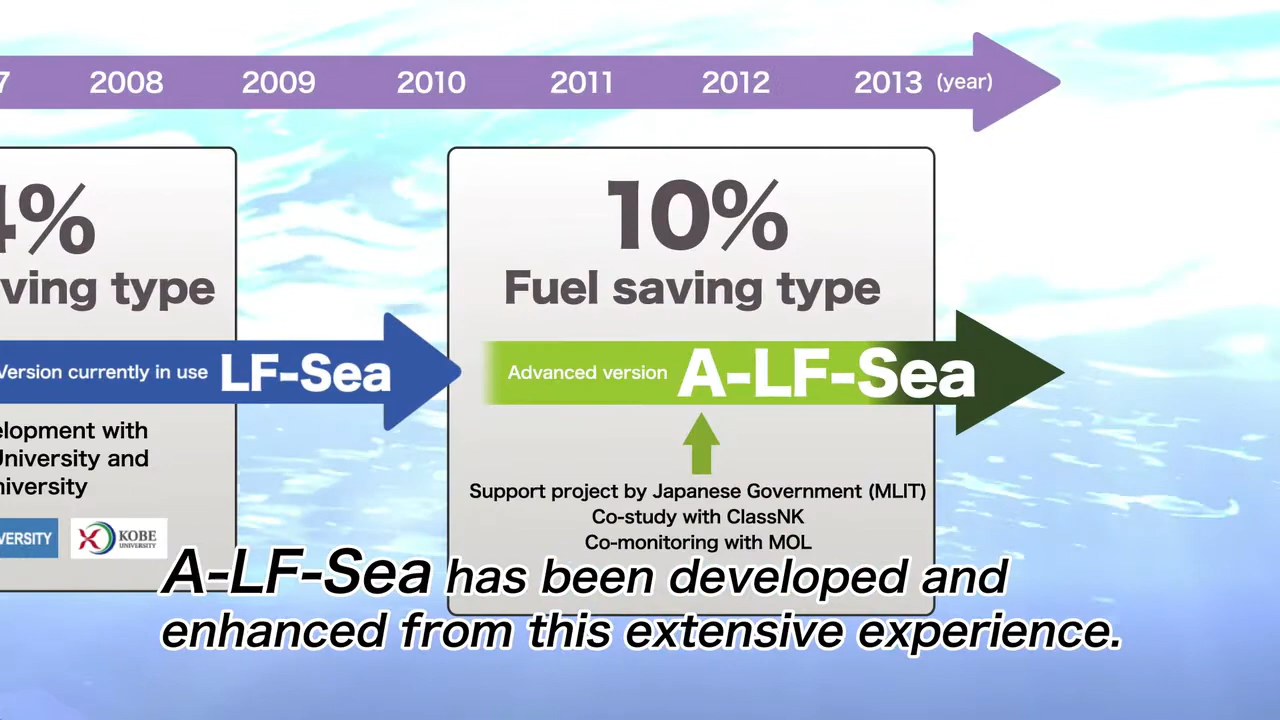 7 2008 2009 2010 2011 2012 2013 (year)
4%
ving type
Version currently in use LF-Sea
elopment with
University and
niversity
VERSITY
KOBE
UNIVERSITY
10%
Fuel saving type
Advanced version A-LF-Sea
Support project by Japanese Government (MLIT)
Co-study with ClassNK
Co-monitoring with MOL
A-LF-Sea has been developed and
enhanced from this extensive experience.